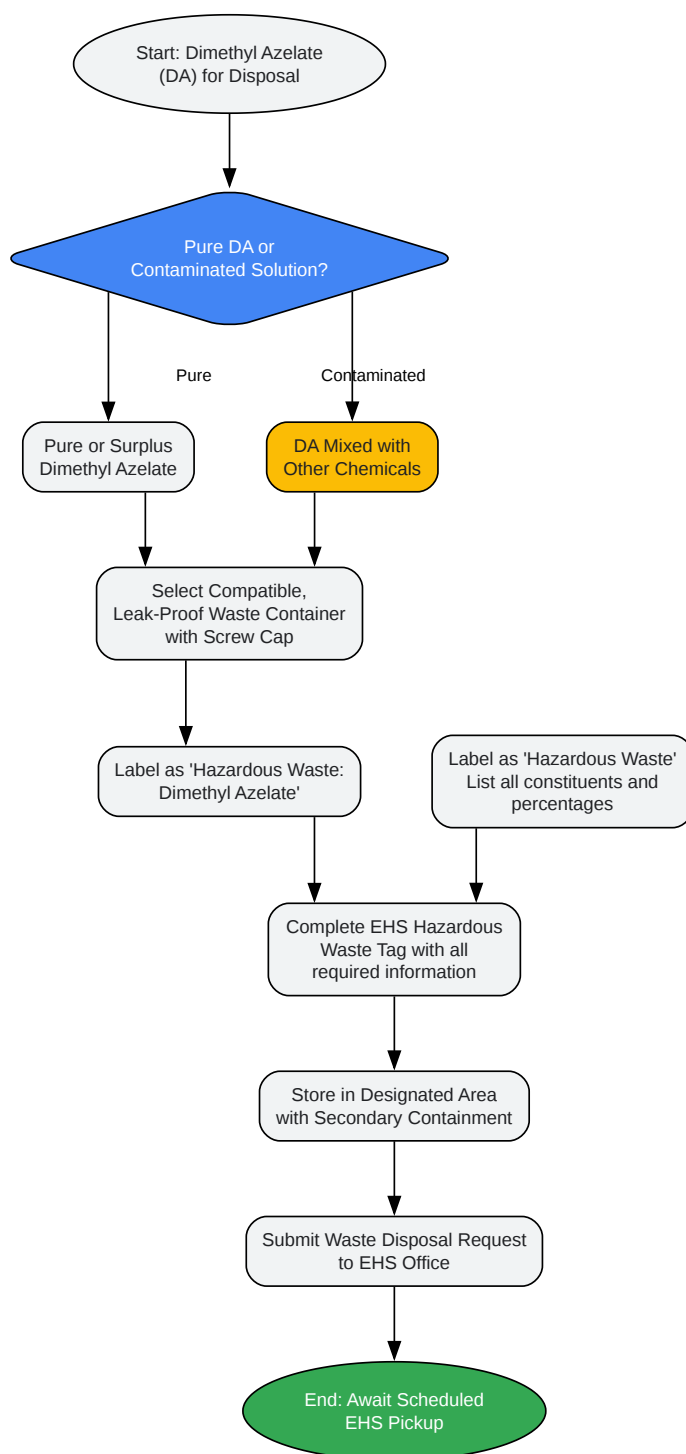 Start: Dimethyl Azelate
(DA) for Disposal
Pure DA or
Contaminated Solution?
Pure
Contaminated
Pure or Surplus
Dimethyl Azelate
DA Mixed with
Other Chemicals
Select Compatible,
Leak-Proof Waste Container
with Screw Cap
Label as 'Hazardous Waste:
Dimethyl Azelate'
Label as 'Hazardous Waste'
List all constituents and
percentages
Complete EHS Hazardous
Waste Tag with all
required information
Store in Designated Area
with Secondary Containment
Submit Waste Disposal Request
to EHS Office
End: Await Scheduled
EHS Pickup